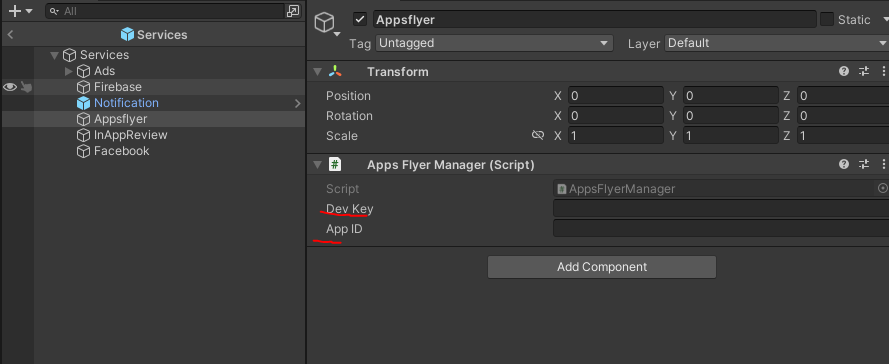 All
Services
Services
Ads
Firebase
Notification
Appsflyer
InAppReview
Facebook
Appsflyer
Static
Tag Untagged Layer Default
Transform
Position X 0 Y 0 Z 0
Rotation X 0 Y 0 Z 0
Scale X 1 Y 1 Z 1
# Apps Flyer Manager (Script)
Script AppsFlyerManager
Dev Key
App ID
Add Component